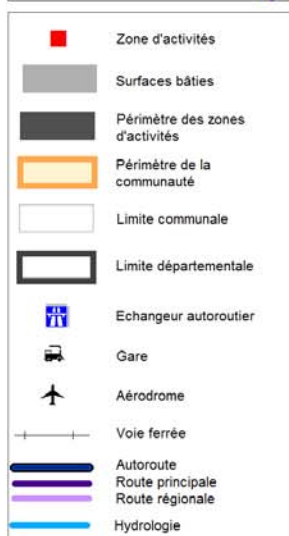 Zone d'activités
Surfaces bâties
Périmètre des zones
d'activités
Périmètre de la
communauté
Limite communale
Limite départementale
Echangeur autoroutier
Gare
Aérodrome
Voie ferrée
Autoroute
Route principale
Route régionale
Hydrologie